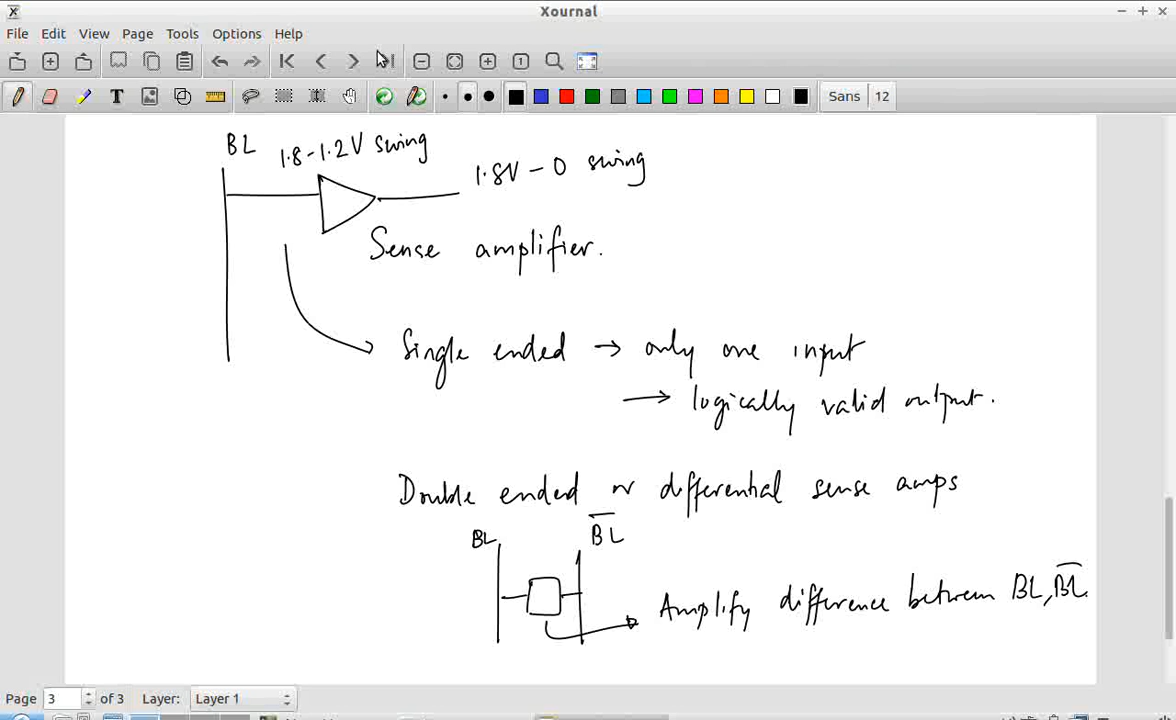 Xournal
File Edit View Page Tools Options Help
Sans 12
BL 1.8-1.2V swing
1.8V - 0 swing
Sense amplifier.
Single ended → only one input
→ logically valid output.
Double ended or differential sense amps
BL B̅L̅
Amplify difference between BL, B̅L̅
Page 3 of 3 Layer: Layer 1